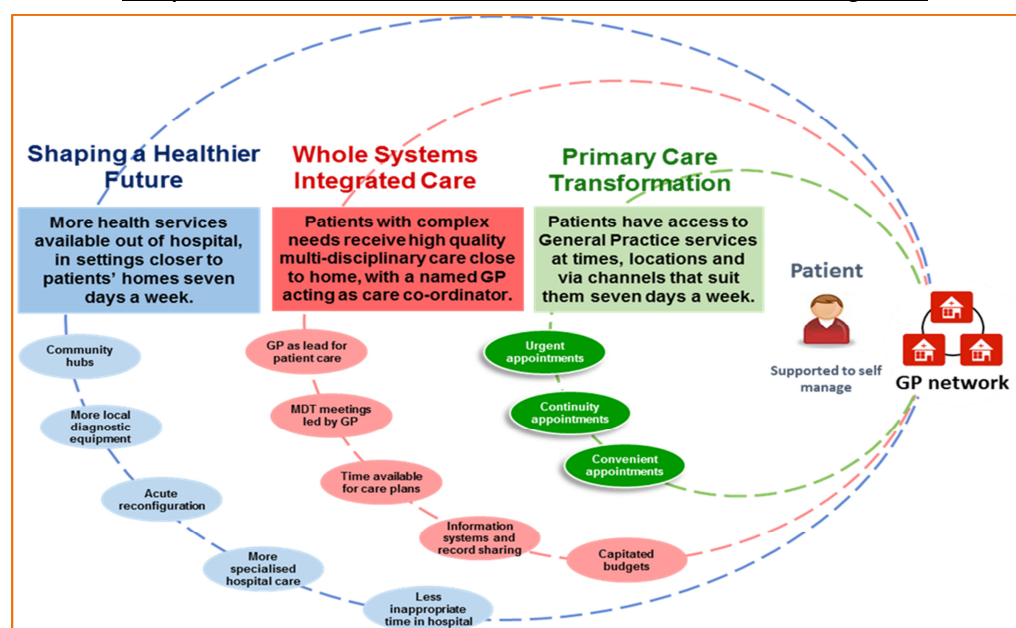 Shaping a Healthier
Future
More health services
available out of hospital,
in settings closer to
patients' homes seven
days a week.
Community
hubs
More local
diagnostic
equipment
Acute
reconfiguration
More
specialised
hospital care
Less
inappropriate
time in hospital
Whole Systems
Integrated Care
Patients with complex
needs receive high quality
multi-disciplinary care close
to home, with a named GP
acting as care co-ordinator.
GP as lead for
patient care
MDT meetings
led by GP
Time available
for care plans
Information
systems and
record sharing
Capitated
budgets
Primary Care
Transformation
Patients have access to
General Practice services
at times, locations and
via channels that suit
them seven days a week.
Urgent
appointments
Continuity
appointments
Convenient
appointments
Patient
Supported to self
manage
GP network